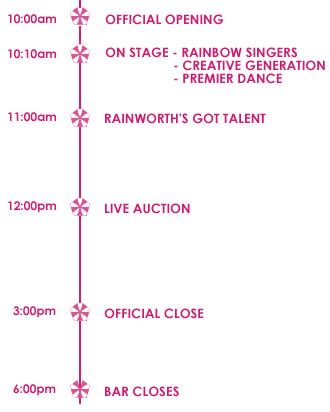 10:00am OFFICIAL OPENING
10:10am ON STAGE - RAINBOW SINGERS
- CREATIVE GENERATION
- PREMIER DANCE
11:00am RAINWORTH'S GOT TALENT
12:00pm LIVE AUCTION
3:00pm OFFICIAL CLOSE
6:00pm BAR CLOSES